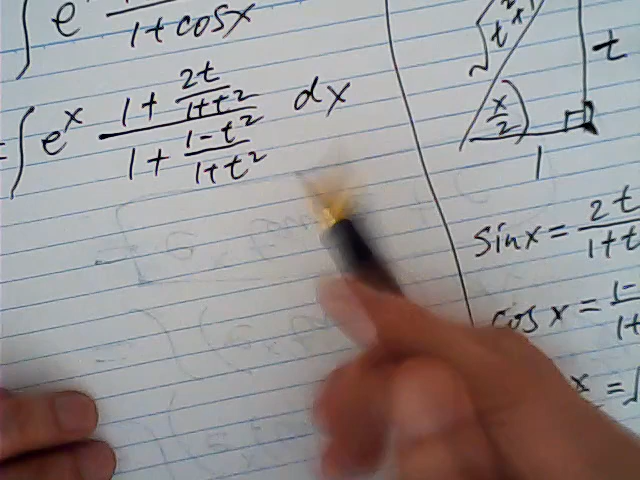 ∫ e
1+cosx
= ∫ e^x (1 + 2t/(1+t²))/(1 + (1-t²)/(1+t²)) dx
t
x/2
1
sinx = 2t/1+t
cos x = 1-/1+